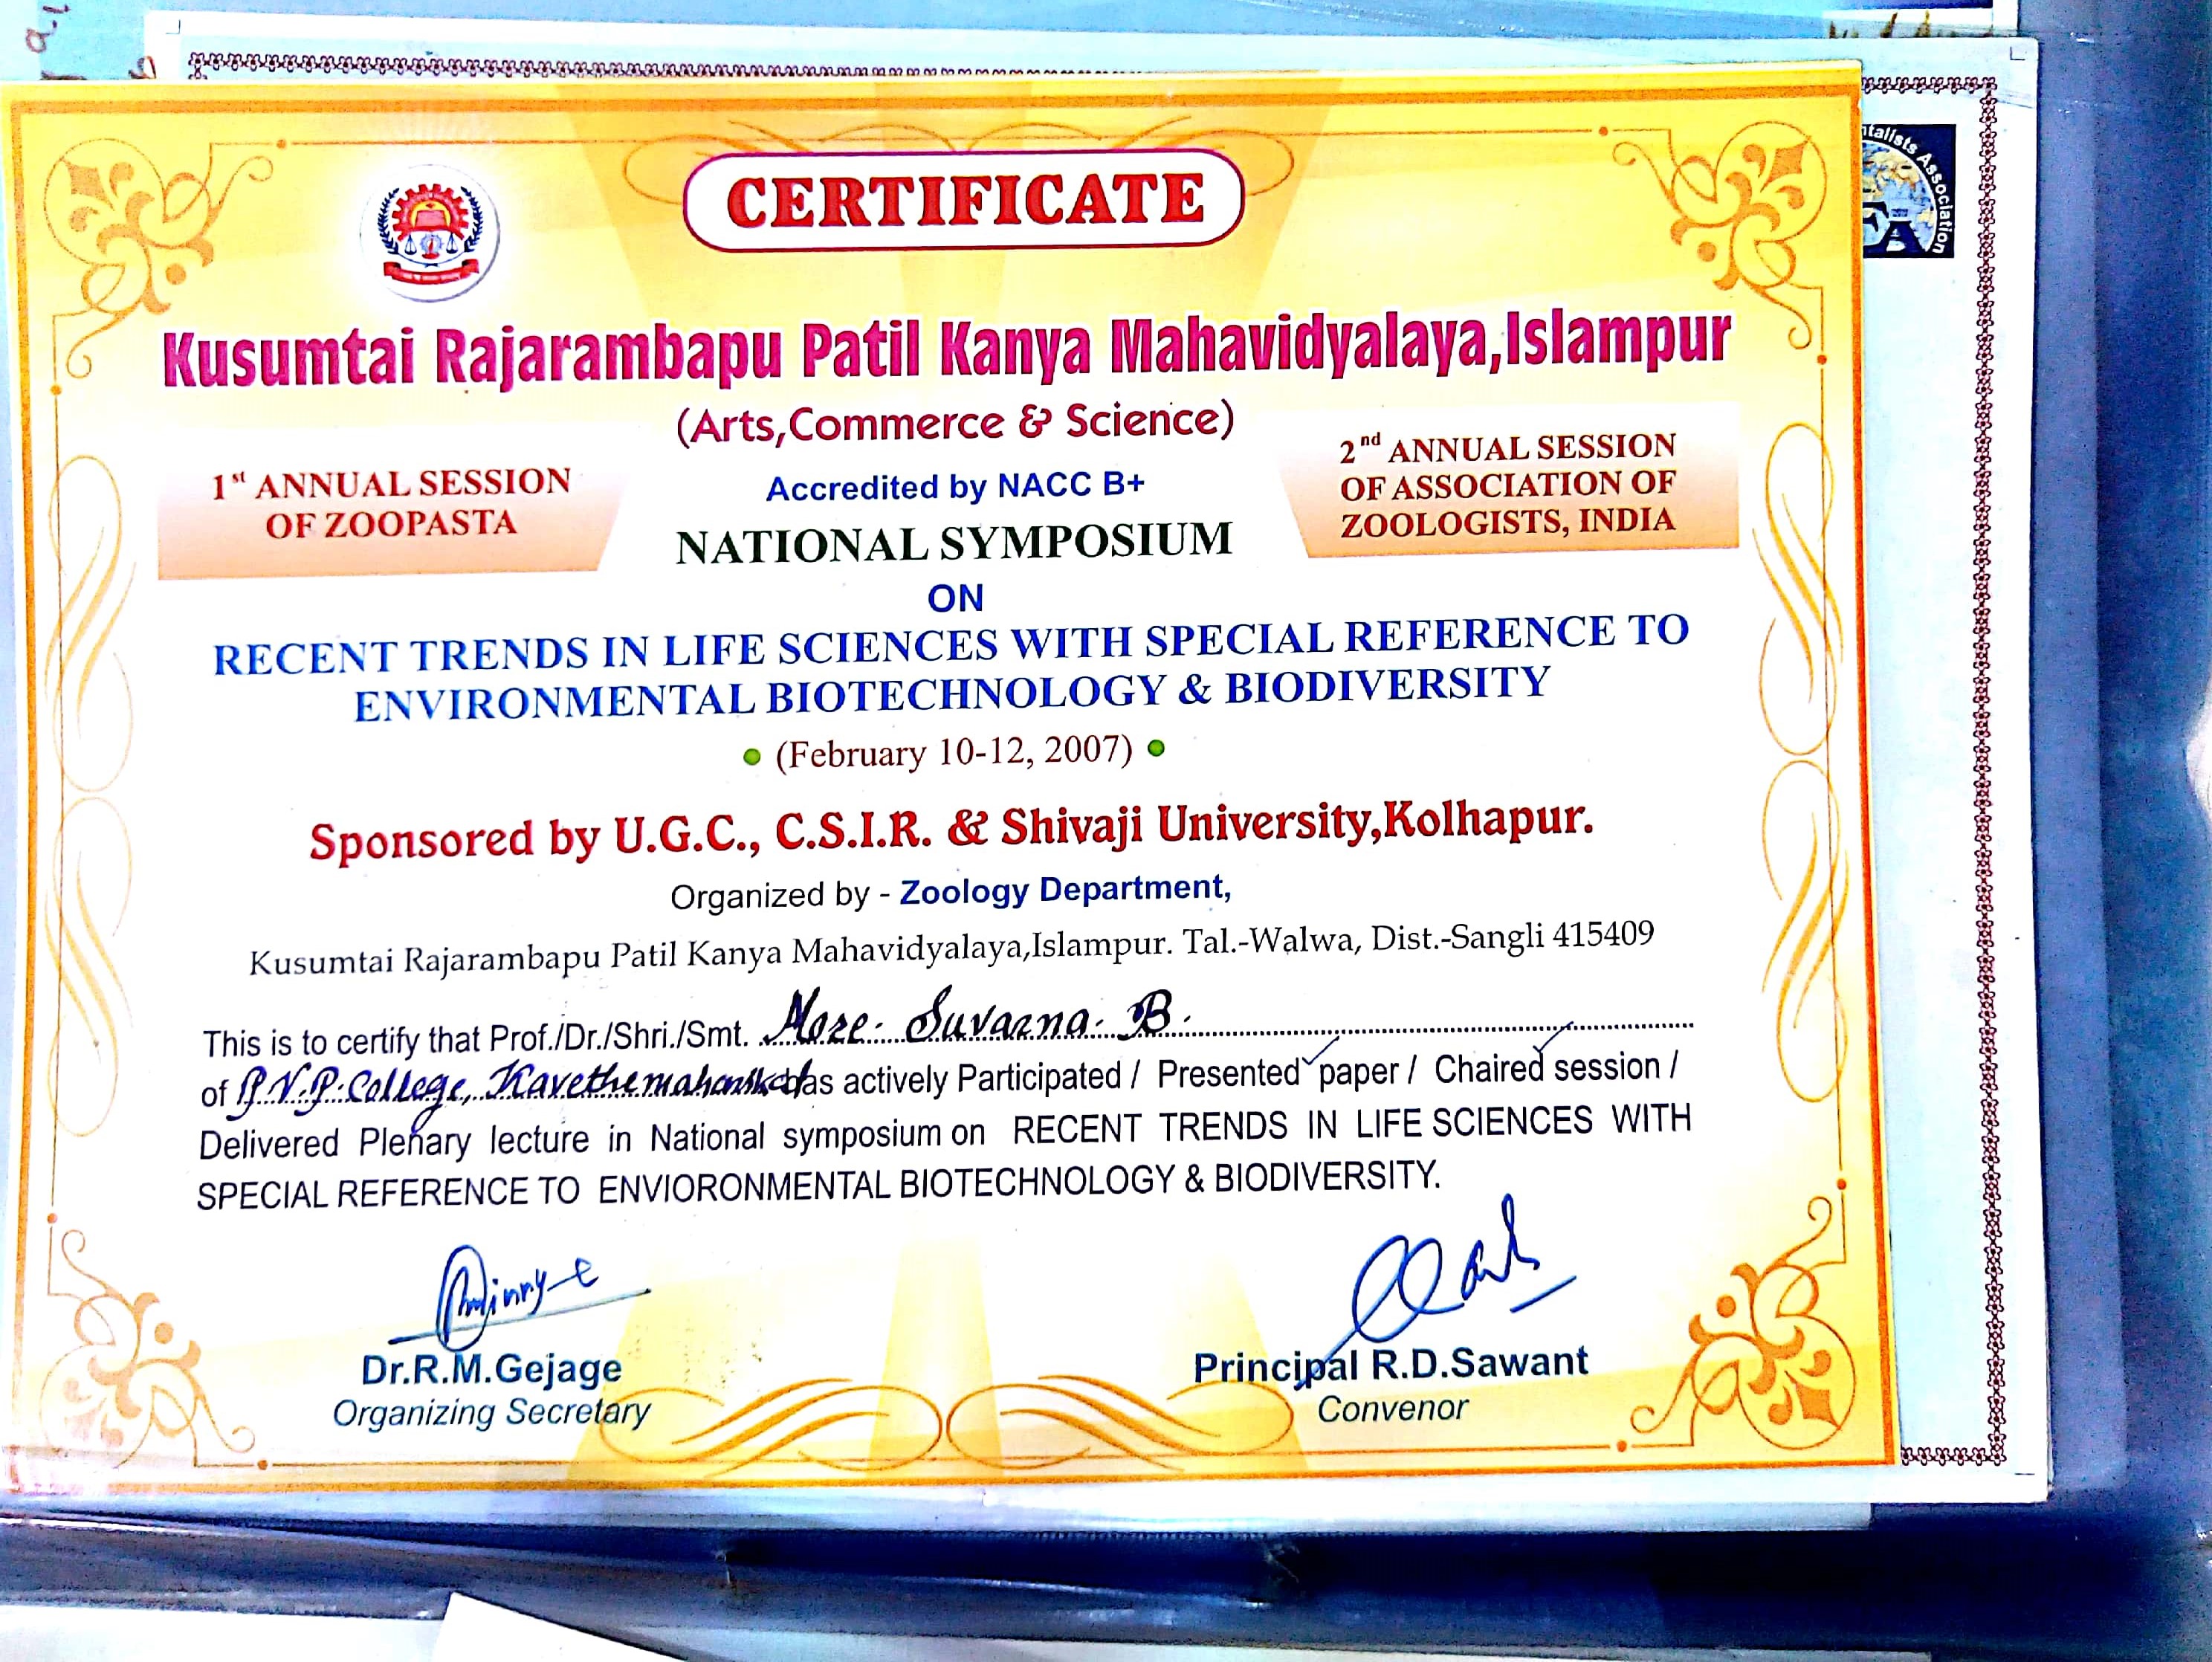 CERTIFICATE
Kusumtai Rajarambapu Patil Kanya Mahavidyalaya,Islampur
(Arts,Commerce & Science)
1st ANNUAL SESSION
OF ZOOPASTA
Accredited by NACC B+
2nd ANNUAL SESSION
OF ASSOCIATION OF
ZOOLOGISTS, INDIA
NATIONAL SYMPOSIUM
ON
RECENT TRENDS IN LIFE SCIENCES WITH SPECIAL REFERENCE TO
ENVIRONMENTAL BIOTECHNOLOGY & BIODIVERSITY
• (February 10-12, 2007) •
Sponsored by U.G.C., C.S.I.R. & Shivaji University,Kolhapur.
Organized by - Zoology Department,
Kusumtai Rajarambapu Patil Kanya Mahavidyalaya,Islampur. Tal.-Walwa, Dist.-Sangli 415409
This is to certify that Prof./Dr./Shri./Smt. More. Suvarna. B.
of P.V.P. College, Kavethemahankal has actively Participated / Presented ✓ paper / Chaired ✓ session /
Delivered Plenary lecture in National symposium on RECENT TRENDS IN LIFE SCIENCES WITH
SPECIAL REFERENCE TO ENVIORONMENTAL BIOTECHNOLOGY & BIODIVERSITY.
Dr.R.M.Gejage
Organizing Secretary
Principal R.D.Sawant
Convenor
Association